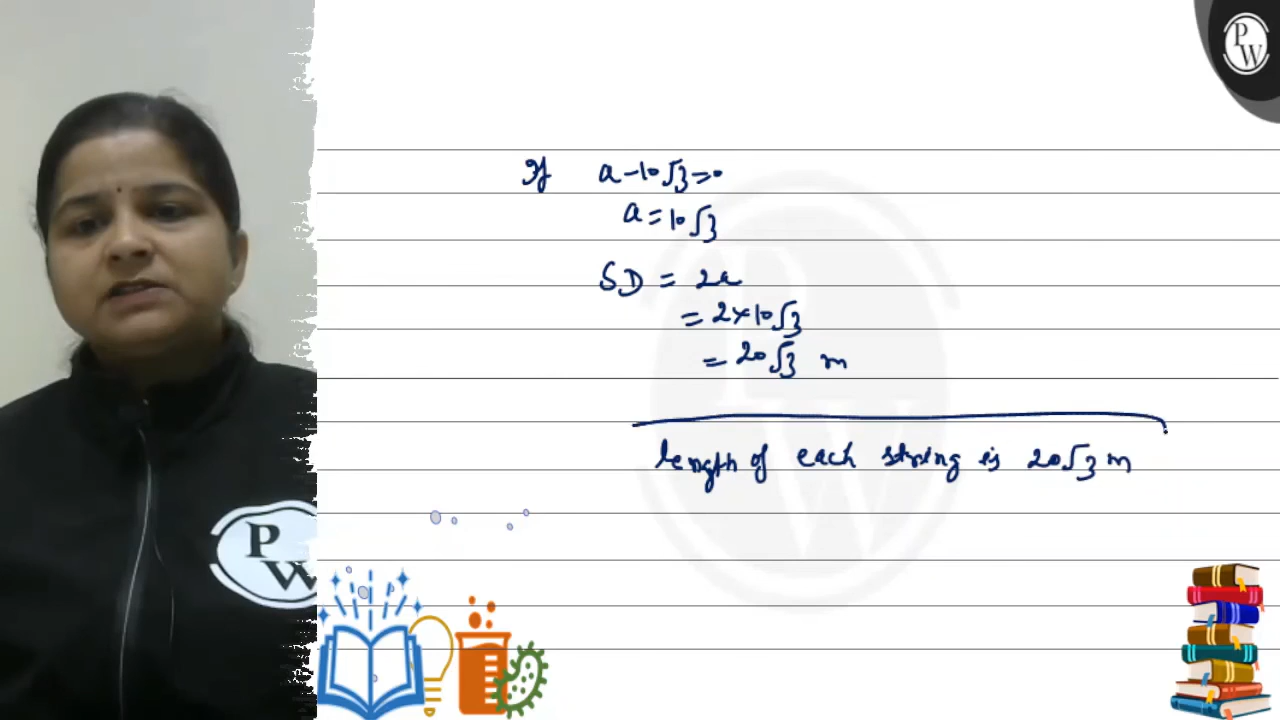 If a - 10√3 = 0
a = 10√3
SD = 2a
= 2×10√3
= 20√3 m
length of each string is 20√3 m
PW
PW
PW